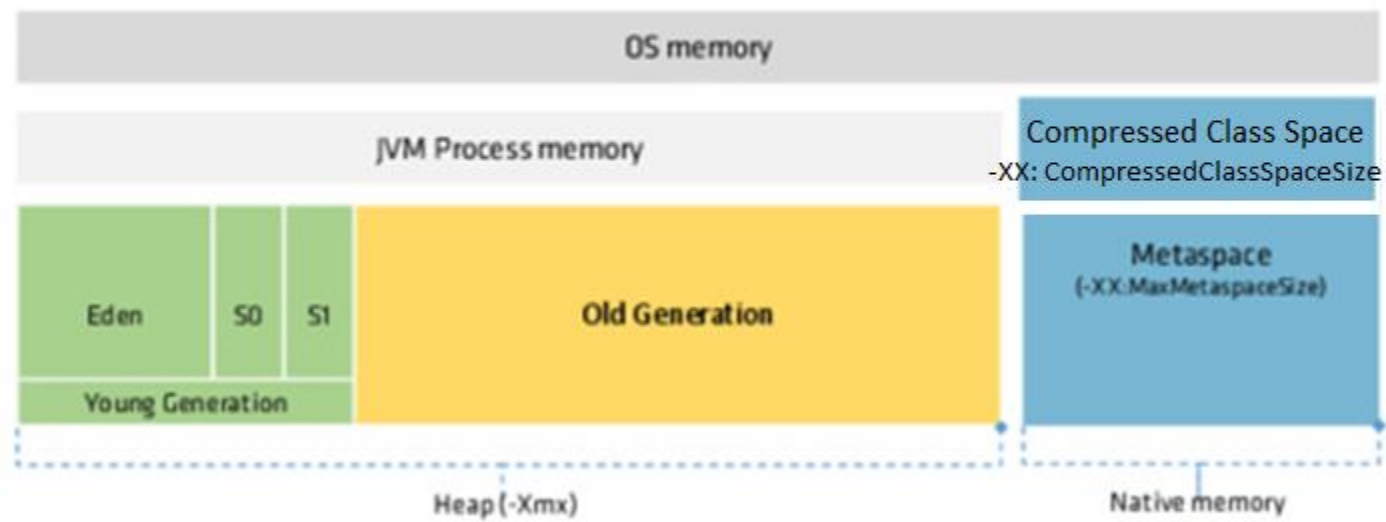 OS memory
JVM Process memory
Compressed Class Space
-XX: CompressedClassSpaceSize
Eden
S0
S1
Young Generation
Old Generation
Metaspace
(-XX:MaxMetaspaceSize)
Heap (-Xmx)
Native memory